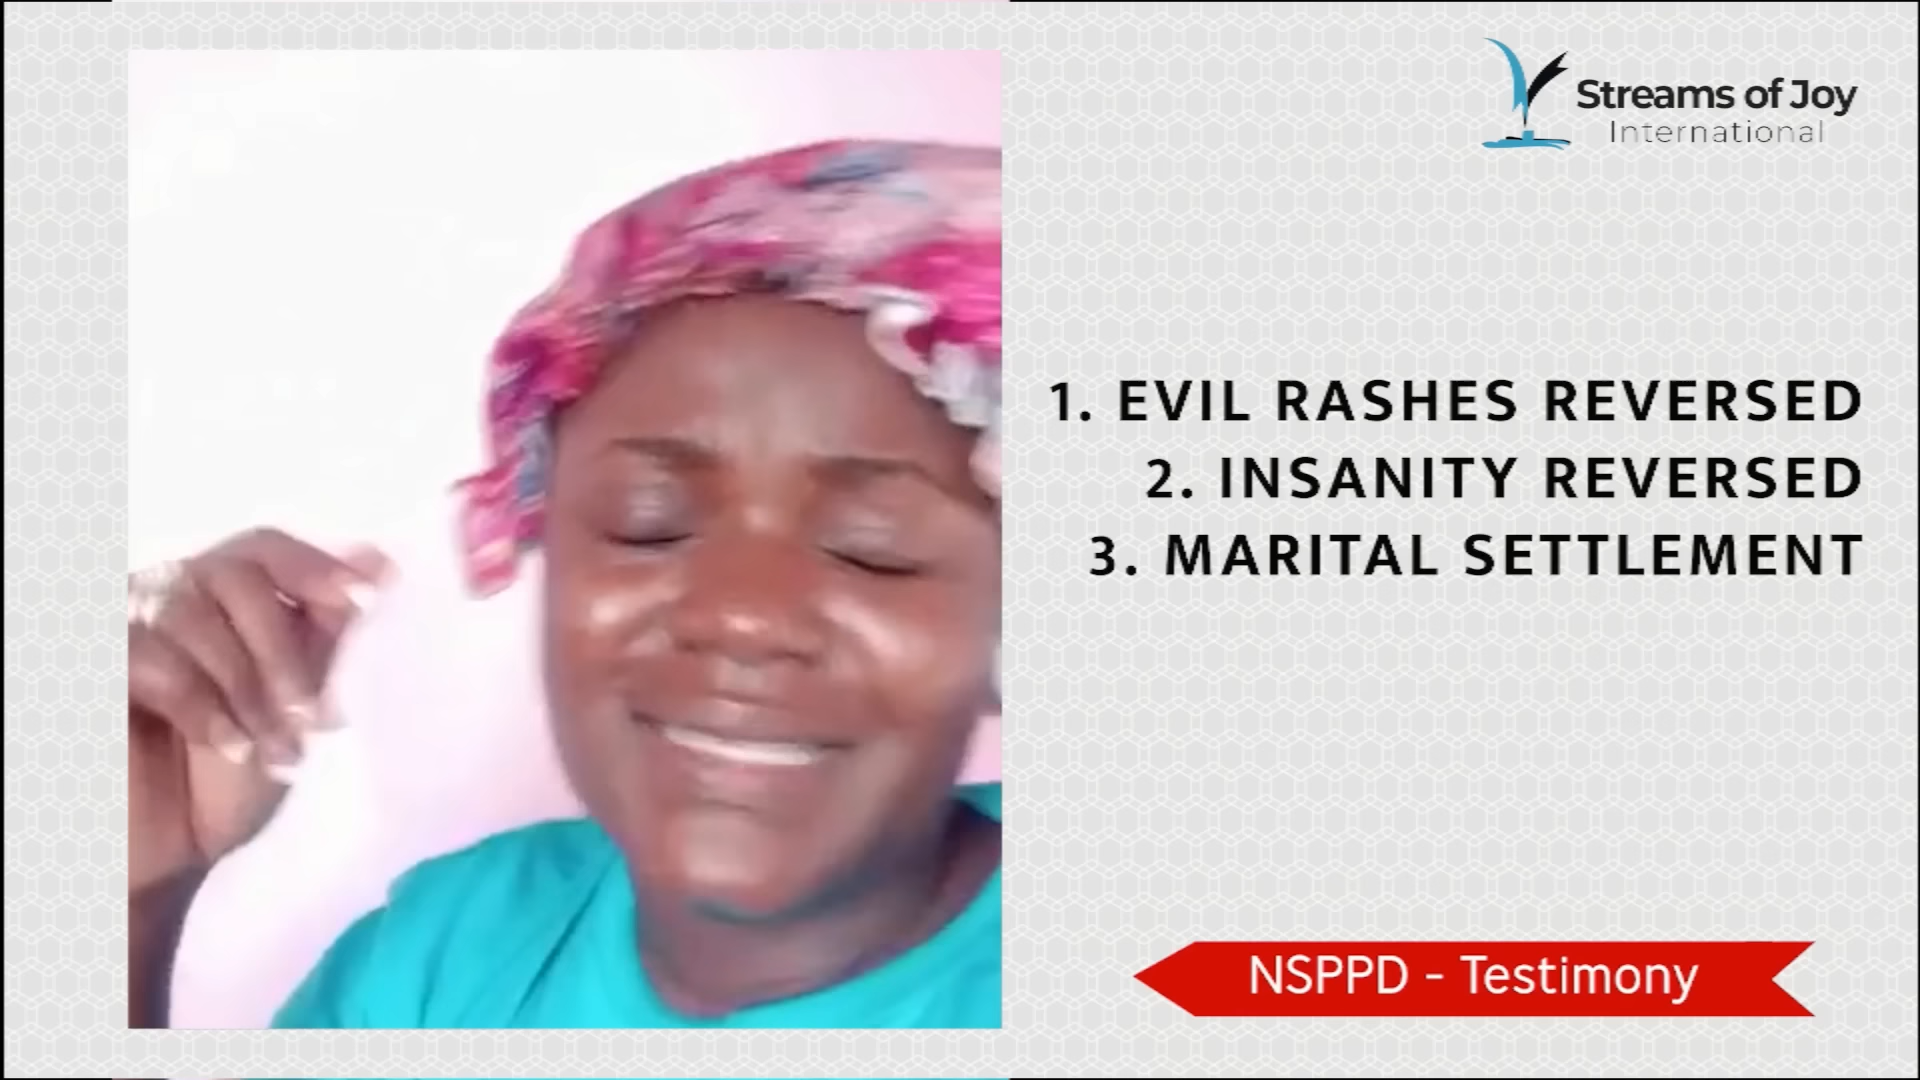 Streams of Joy
International
1. EVIL RASHES REVERSED
2. INSANITY REVERSED
3. MARITAL SETTLEMENT
NSPPD - Testimony